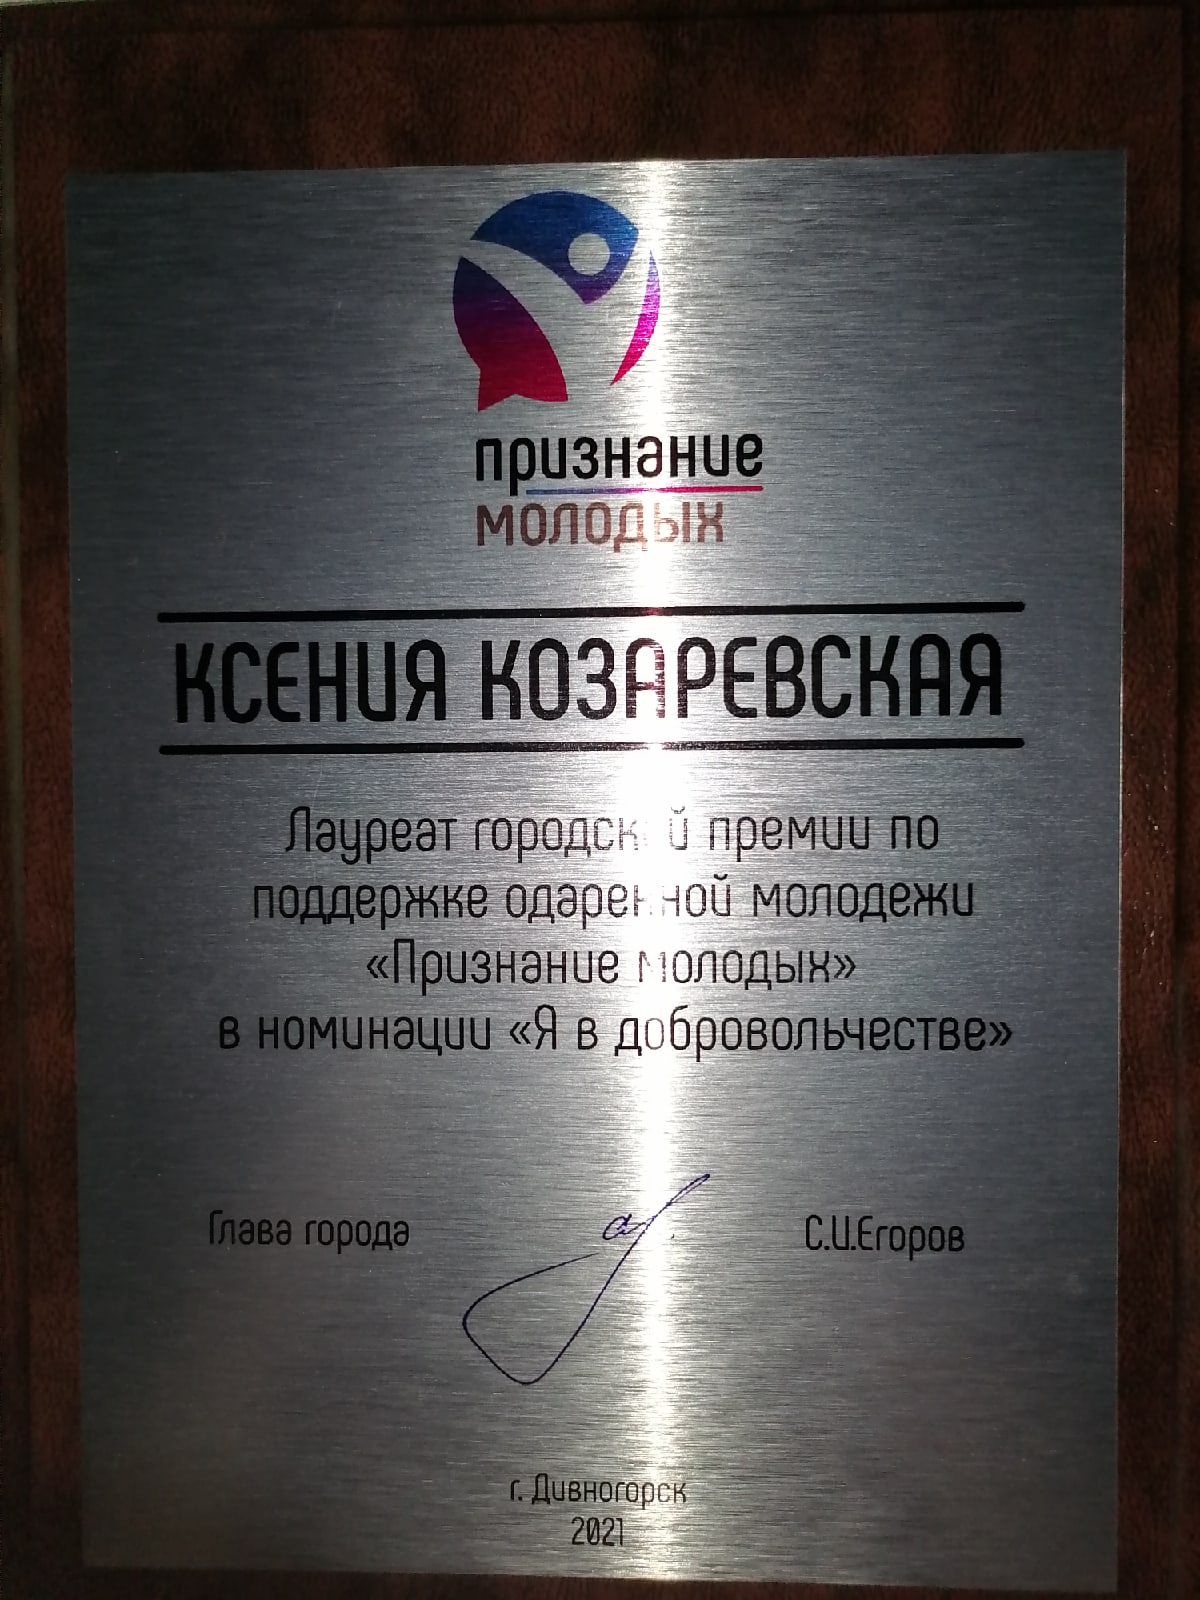 признание
молодых
КСЕНИЯ КОЗАРЕВСКАЯ
Лауреат городской премии по
поддержке одаренной молодежи
«Признание молодых»
в номинации «Я в добровольчестве»
Глава города С.И.Егоров
г. Дивногорск
2021